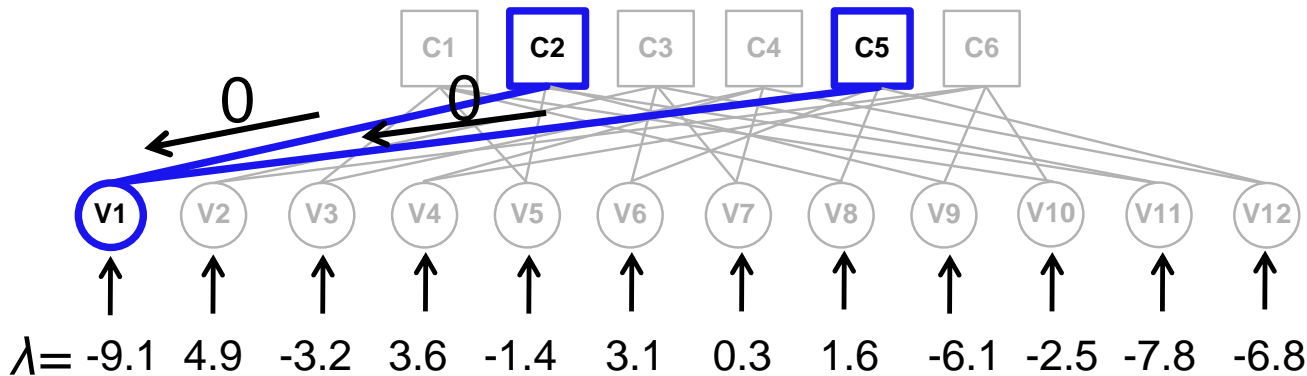 C1 C2 C3 C4 C5 C6
0 0
V1 V2 V3 V4 V5 V6 V7 V8 V9 V10 V11 V12
λ= -9.1 4.9 -3.2 3.6 -1.4 3.1 0.3 1.6 -6.1 -2.5 -7.8 -6.8